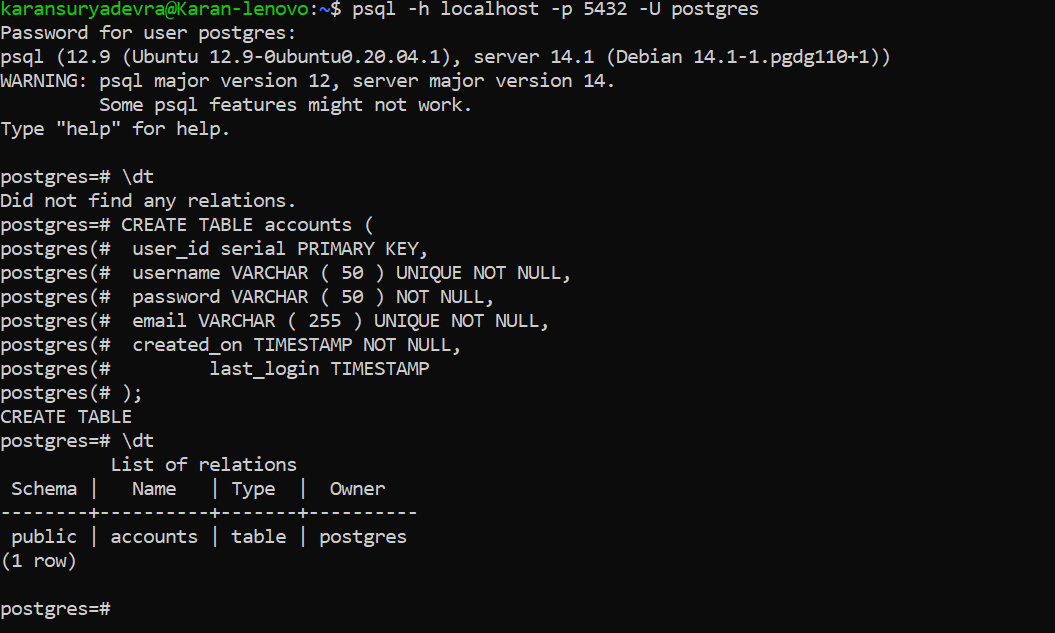 karansuryadevra@Karan-lenovo:~$ psql -h localhost -p 5432 -U postgres
Password for user postgres:
psql (12.9 (Ubuntu 12.9-0ubuntu0.20.04.1), server 14.1 (Debian 14.1-1.pgdg110+1))
WARNING: psql major version 12, server major version 14.
         Some psql features might not work.
Type "help" for help.

postgres=# \dt
Did not find any relations.
postgres=# CREATE TABLE accounts (
postgres(#  user_id serial PRIMARY KEY,
postgres(#  username VARCHAR ( 50 ) UNIQUE NOT NULL,
postgres(#  password VARCHAR ( 50 ) NOT NULL,
postgres(#  email VARCHAR ( 255 ) UNIQUE NOT NULL,
postgres(#  created_on TIMESTAMP NOT NULL,
postgres(#         last_login TIMESTAMP
postgres(# );
CREATE TABLE
postgres=# \dt
          List of relations
 Schema |   Name   | Type  |  Owner
--------+----------+-------+----------
 public | accounts | table | postgres
(1 row)

postgres=#